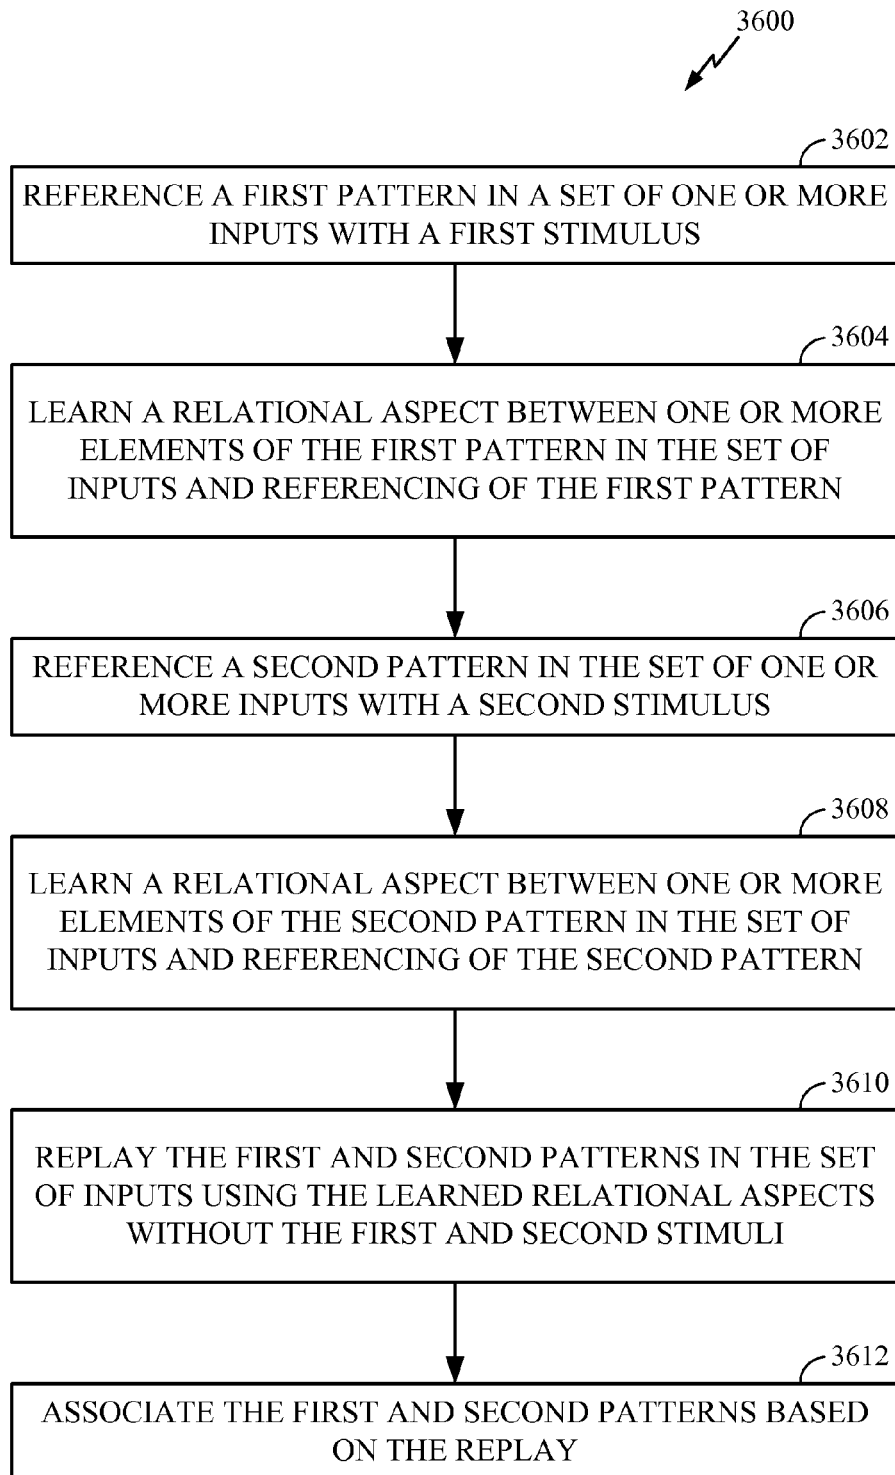 3600
3602
REFERENCE A FIRST PATTERN IN A SET OF ONE OR MORE
INPUTS WITH A FIRST STIMULUS
3604
LEARN A RELATIONAL ASPECT BETWEEN ONE OR MORE
ELEMENTS OF THE FIRST PATTERN IN THE SET OF
INPUTS AND REFERENCING OF THE FIRST PATTERN
3606
REFERENCE A SECOND PATTERN IN THE SET OF ONE OR
MORE INPUTS WITH A SECOND STIMULUS
3608
LEARN A RELATIONAL ASPECT BETWEEN ONE OR MORE
ELEMENTS OF THE SECOND PATTERN IN THE SET OF
INPUTS AND REFERENCING OF THE SECOND PATTERN
3610
REPLAY THE FIRST AND SECOND PATTERNS IN THE SET
OF INPUTS USING THE LEARNED RELATIONAL ASPECTS
WITHOUT THE FIRST AND SECOND STIMULI
3612
ASSOCIATE THE FIRST AND SECOND PATTERNS BASED
ON THE REPLAY